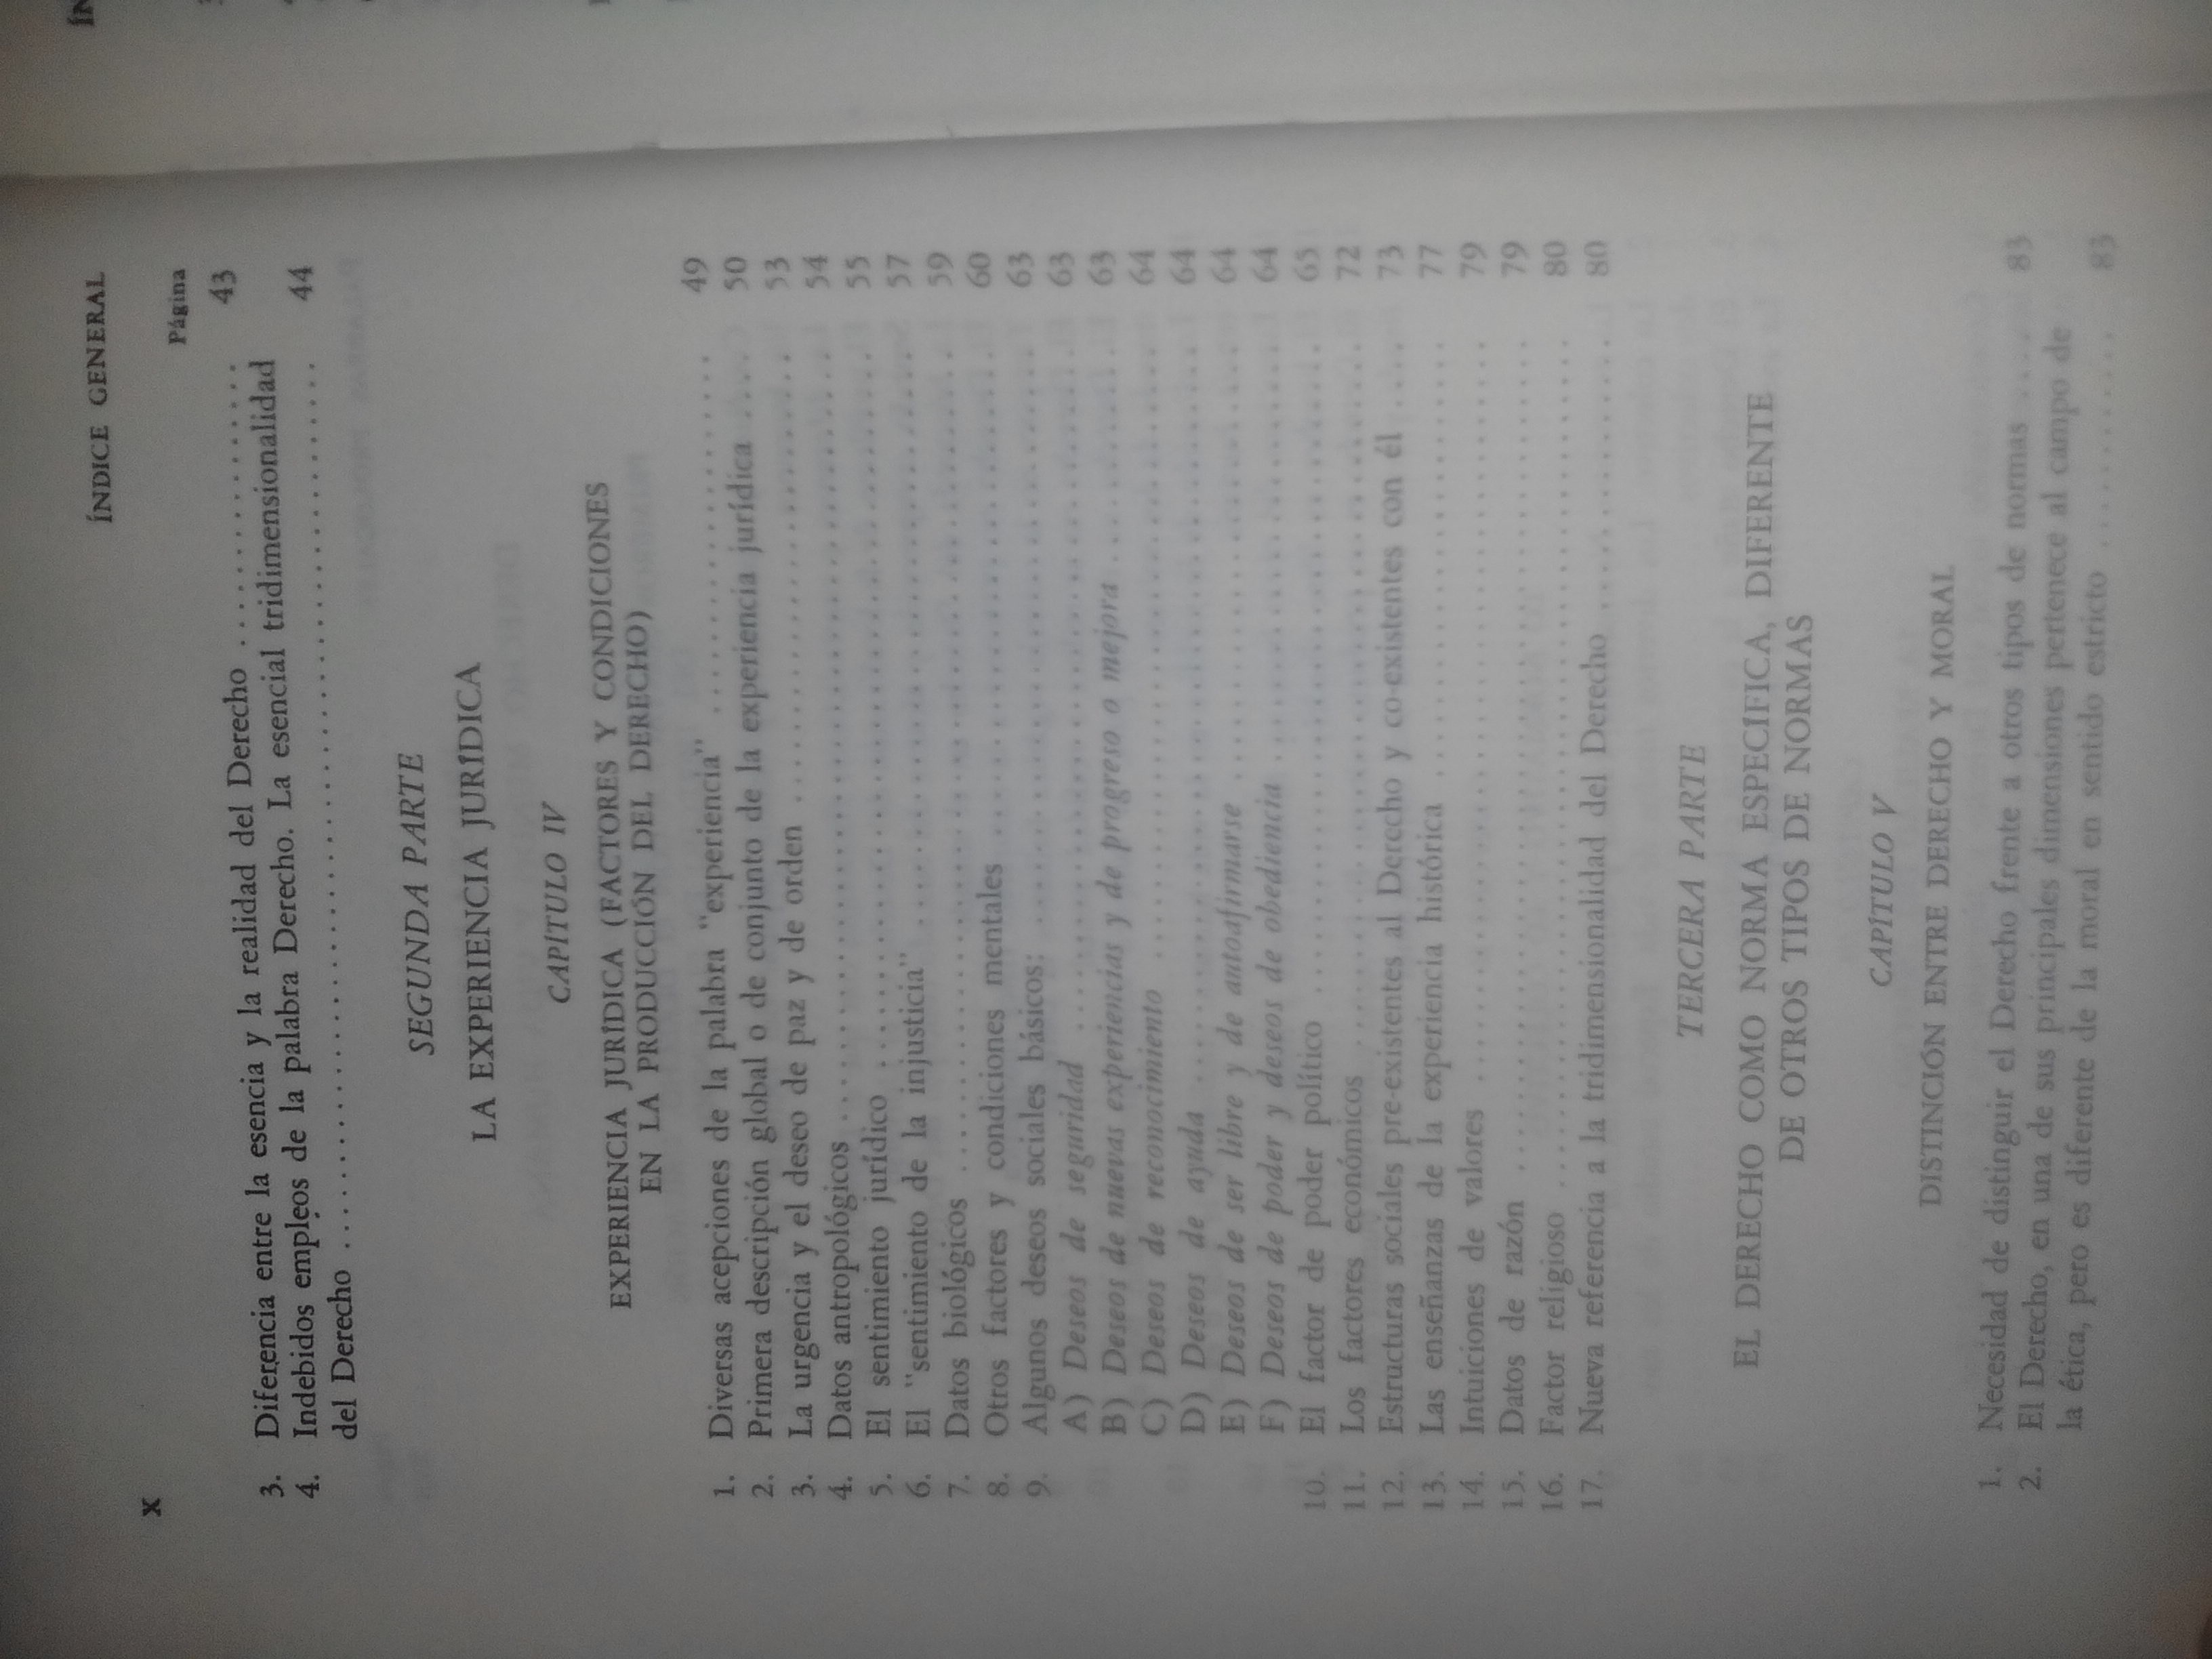 X
ÍNDICE GENERAL
Página
3. Diferencia entre la esencia y la realidad del Derecho ........................ 43
4. Indebidos empleos de la palabra Derecho. La esencial tridimensionalidad
del Derecho ........................ 44
SEGUNDA PARTE
LA EXPERIENCIA JURÍDICA
CAPÍTULO IV
EXPERIENCIA JURÍDICA (FACTORES Y CONDICIONES
EN LA PRODUCCIÓN DEL DERECHO)
1. Diversas acepciones de la palabra "experiencia" ........................ 49
2. Primera descripción global o de conjunto de la experiencia jurídica ..... 50
3. La urgencia y el deseo de paz y de orden ........................ 53
4. Datos antropológicos ........................ 54
5. El sentimiento jurídico ........................ 55
6. El "sentimiento de la injusticia" ........................ 57
7. Datos biológicos ........................ 59
8. Otros factores y condiciones mentales ........................ 60
9. Algunos deseos sociales básicos: ........................ 63
A) Deseos de seguridad ........................ 63
B) Deseos de nuevas experiencias y de progreso o mejora ............ 63
C) Deseos de reconocimiento ........................ 64
D) Deseos de ayuda ........................ 64
E) Deseos de ser libre y de autoafirmarse ........................ 64
F) Deseos de poder y deseos de obediencia ........................ 64
10. El factor de poder político ........................ 65
11. Los factores económicos ........................ 72
12. Estructuras sociales pre-existentes al Derecho y co-existentes con él ..... 73
13. Las enseñanzas de la experiencia histórica ........................ 77
14. Intuiciones de valores ........................ 79
15. Datos de razón ........................ 79
16. Factor religioso ........................ 80
17. Nueva referencia a la tridimensionalidad del Derecho ............... 80
TERCERA PARTE
EL DERECHO COMO NORMA ESPECÍFICA, DIFERENTE
DE OTROS TIPOS DE NORMAS
CAPÍTULO V
DISTINCIÓN ENTRE DERECHO Y MORAL
1. Necesidad de distinguir el Derecho frente a otros tipos de normas ..... 83
2. El Derecho, en una de sus principales dimensiones pertenece al campo de
la ética, pero es diferente de la moral en sentido estricto ............ 83